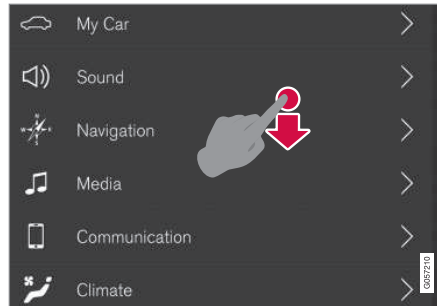 My Car
Sound
Navigation
Media
Communication
Climate
G057210